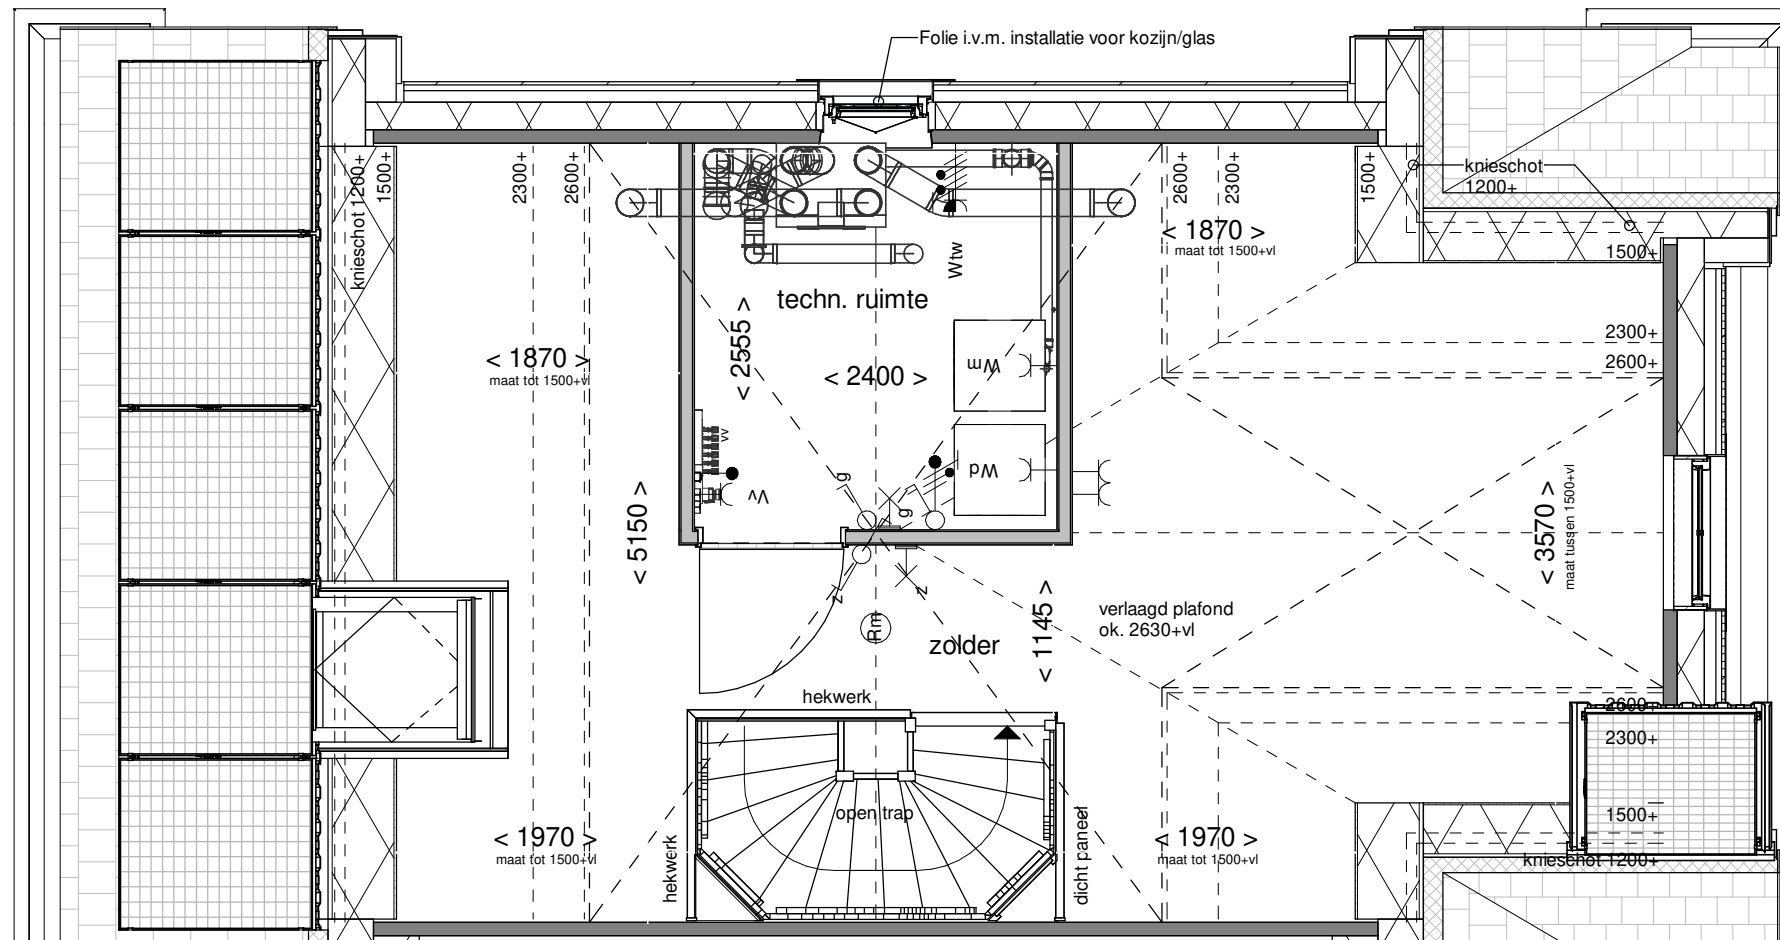 Folie i.v.m. installatie voor kozijn/glas
knieschot 1200+
1500+
2300+
2600+
2600+
2300+
1500+
knieschot
1200+
< 1870 >
maat tot 1500+vl
1500+
Wtw
techn. ruimte
< 2555 >
< 2400 >
Wm
2300+
2600+
< 1870 >
maat tot 1500+vl
vv
Vv
Wd
g
g
< 5150 >
< 3570 >
maat tussen 1500+vl
z
z
Rm
zolder
< 1145 >
verlaagd plafond
ok. 2630+vl
hekwerk
2600+
2300+
open trap
1500+
< 1970 >
maat tot 1500+vl
hekwerk
dicht paneel
< 1970 >
maat tot 1500+vl
knieschot 1200+